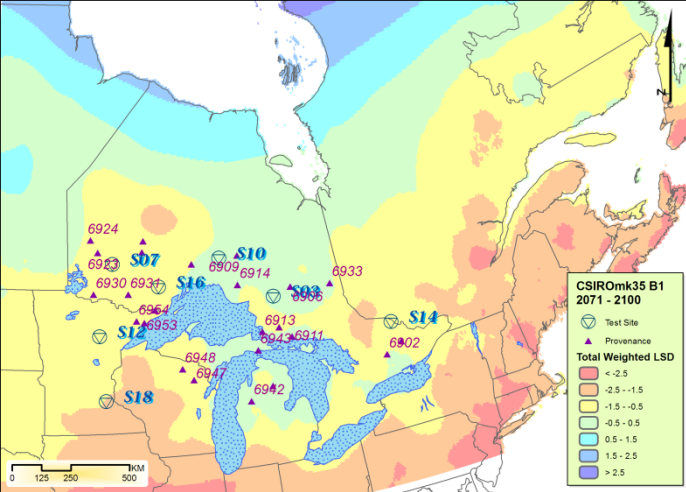 N
6924
S07
6923
S10
6909
6914
6933
6930
6931
S16
S03
6954
6953
S12
6913
6943
6911
S14
6902
6948
6947
6942
S18
CSIROmk35 B1
2071 - 2100
Test Site
Provenance
Total Weighted LSD
< -2.5
-2.5 - -1.5
-1.5 - -0.5
-0.5 - 0.5
0.5 - 1.5
1.5 - 2.5
> 2.5
KM
0 125 250 500